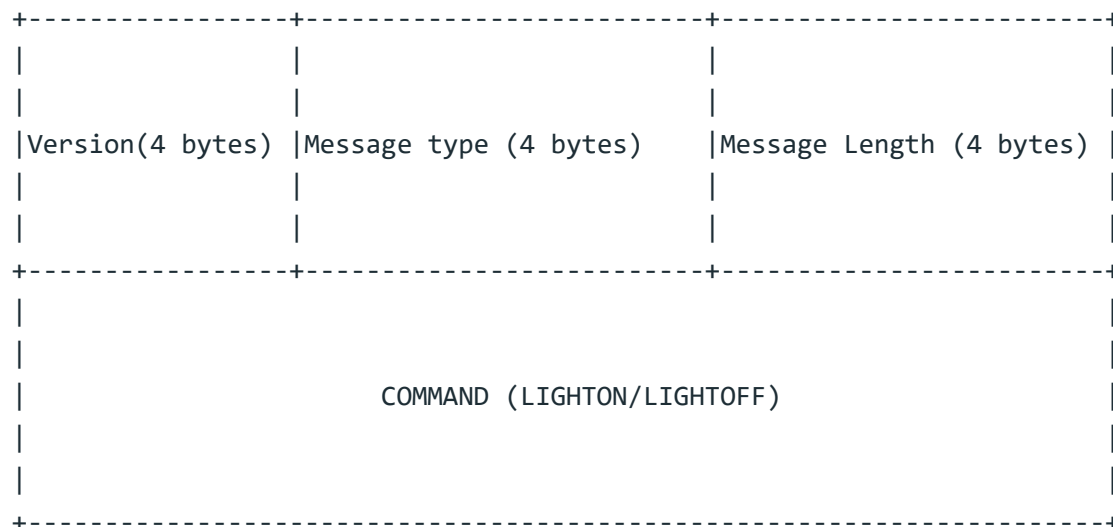 Version(4 bytes) Message type (4 bytes) Message Length (4 bytes)
COMMAND (LIGHTON/LIGHTOFF)